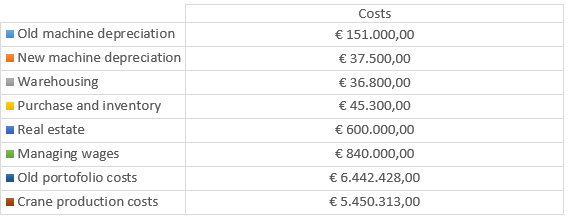 Costs
Old machine depreciation € 151.000,00
New machine depreciation € 37.500,00
Warehousing € 36.800,00
Purchase and inventory € 45.300,00
Real estate € 600.000,00
Managing wages € 840.000,00
Old portofolio costs € 6.442.428,00
Crane production costs € 5.450.313,00